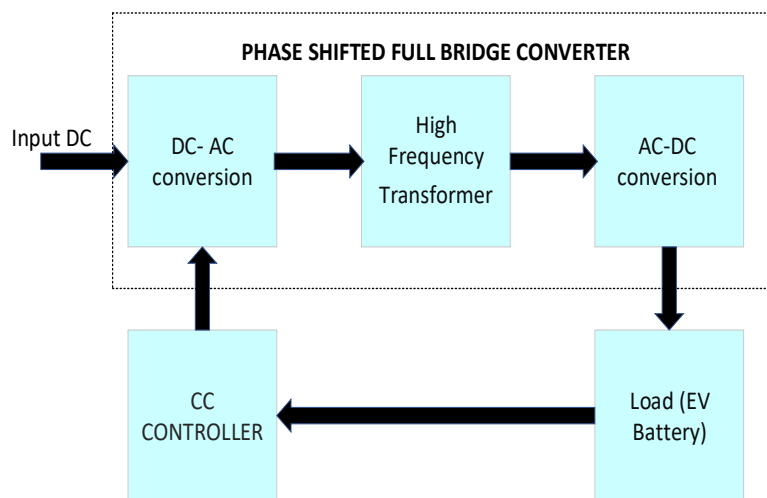 PHASE SHIFTED FULL BRIDGE CONVERTER
Input DC
DC- AC
conversion
High
Frequency
Transformer
AC-DC
conversion
CC
CONTROLLER
Load (EV
Battery)